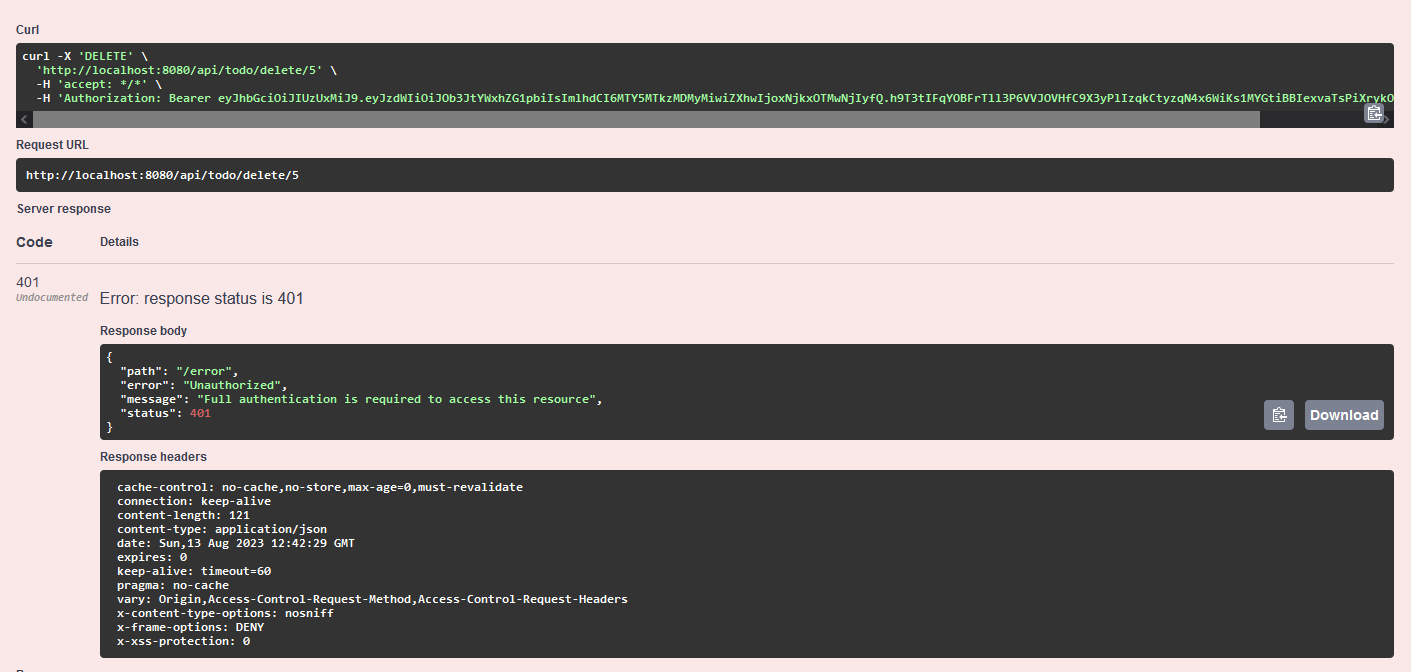 Curl
curl -X 'DELETE' \
'http://localhost:8080/api/todo/delete/5' \
-H 'accept: */*' \
-H 'Authorization: Bearer
Request URL
http://localhost:8080/api/todo/delete/5
Server response
Code Details
401
Undocumented
Error: response status is 401
Response body
{
"path": "/error",
"error": "Unauthorized",
"message": "Full authentication is required to access this resource",
"status": 401
}
Download
Response headers
cache-control: no-cache,no-store,max-age=0,must-revalidate
connection: keep-alive
content-length: 121
content-type: application/json
date: Sun,13 Aug 2023 12:42:29 GMT
expires: 0
keep-alive: timeout=60
pragma: no-cache
vary: Origin,Access-Control-Request-Method,Access-Control-Request-Headers
x-content-type-options: nosniff
x-frame-options: DENY
x-xss-protection: 0